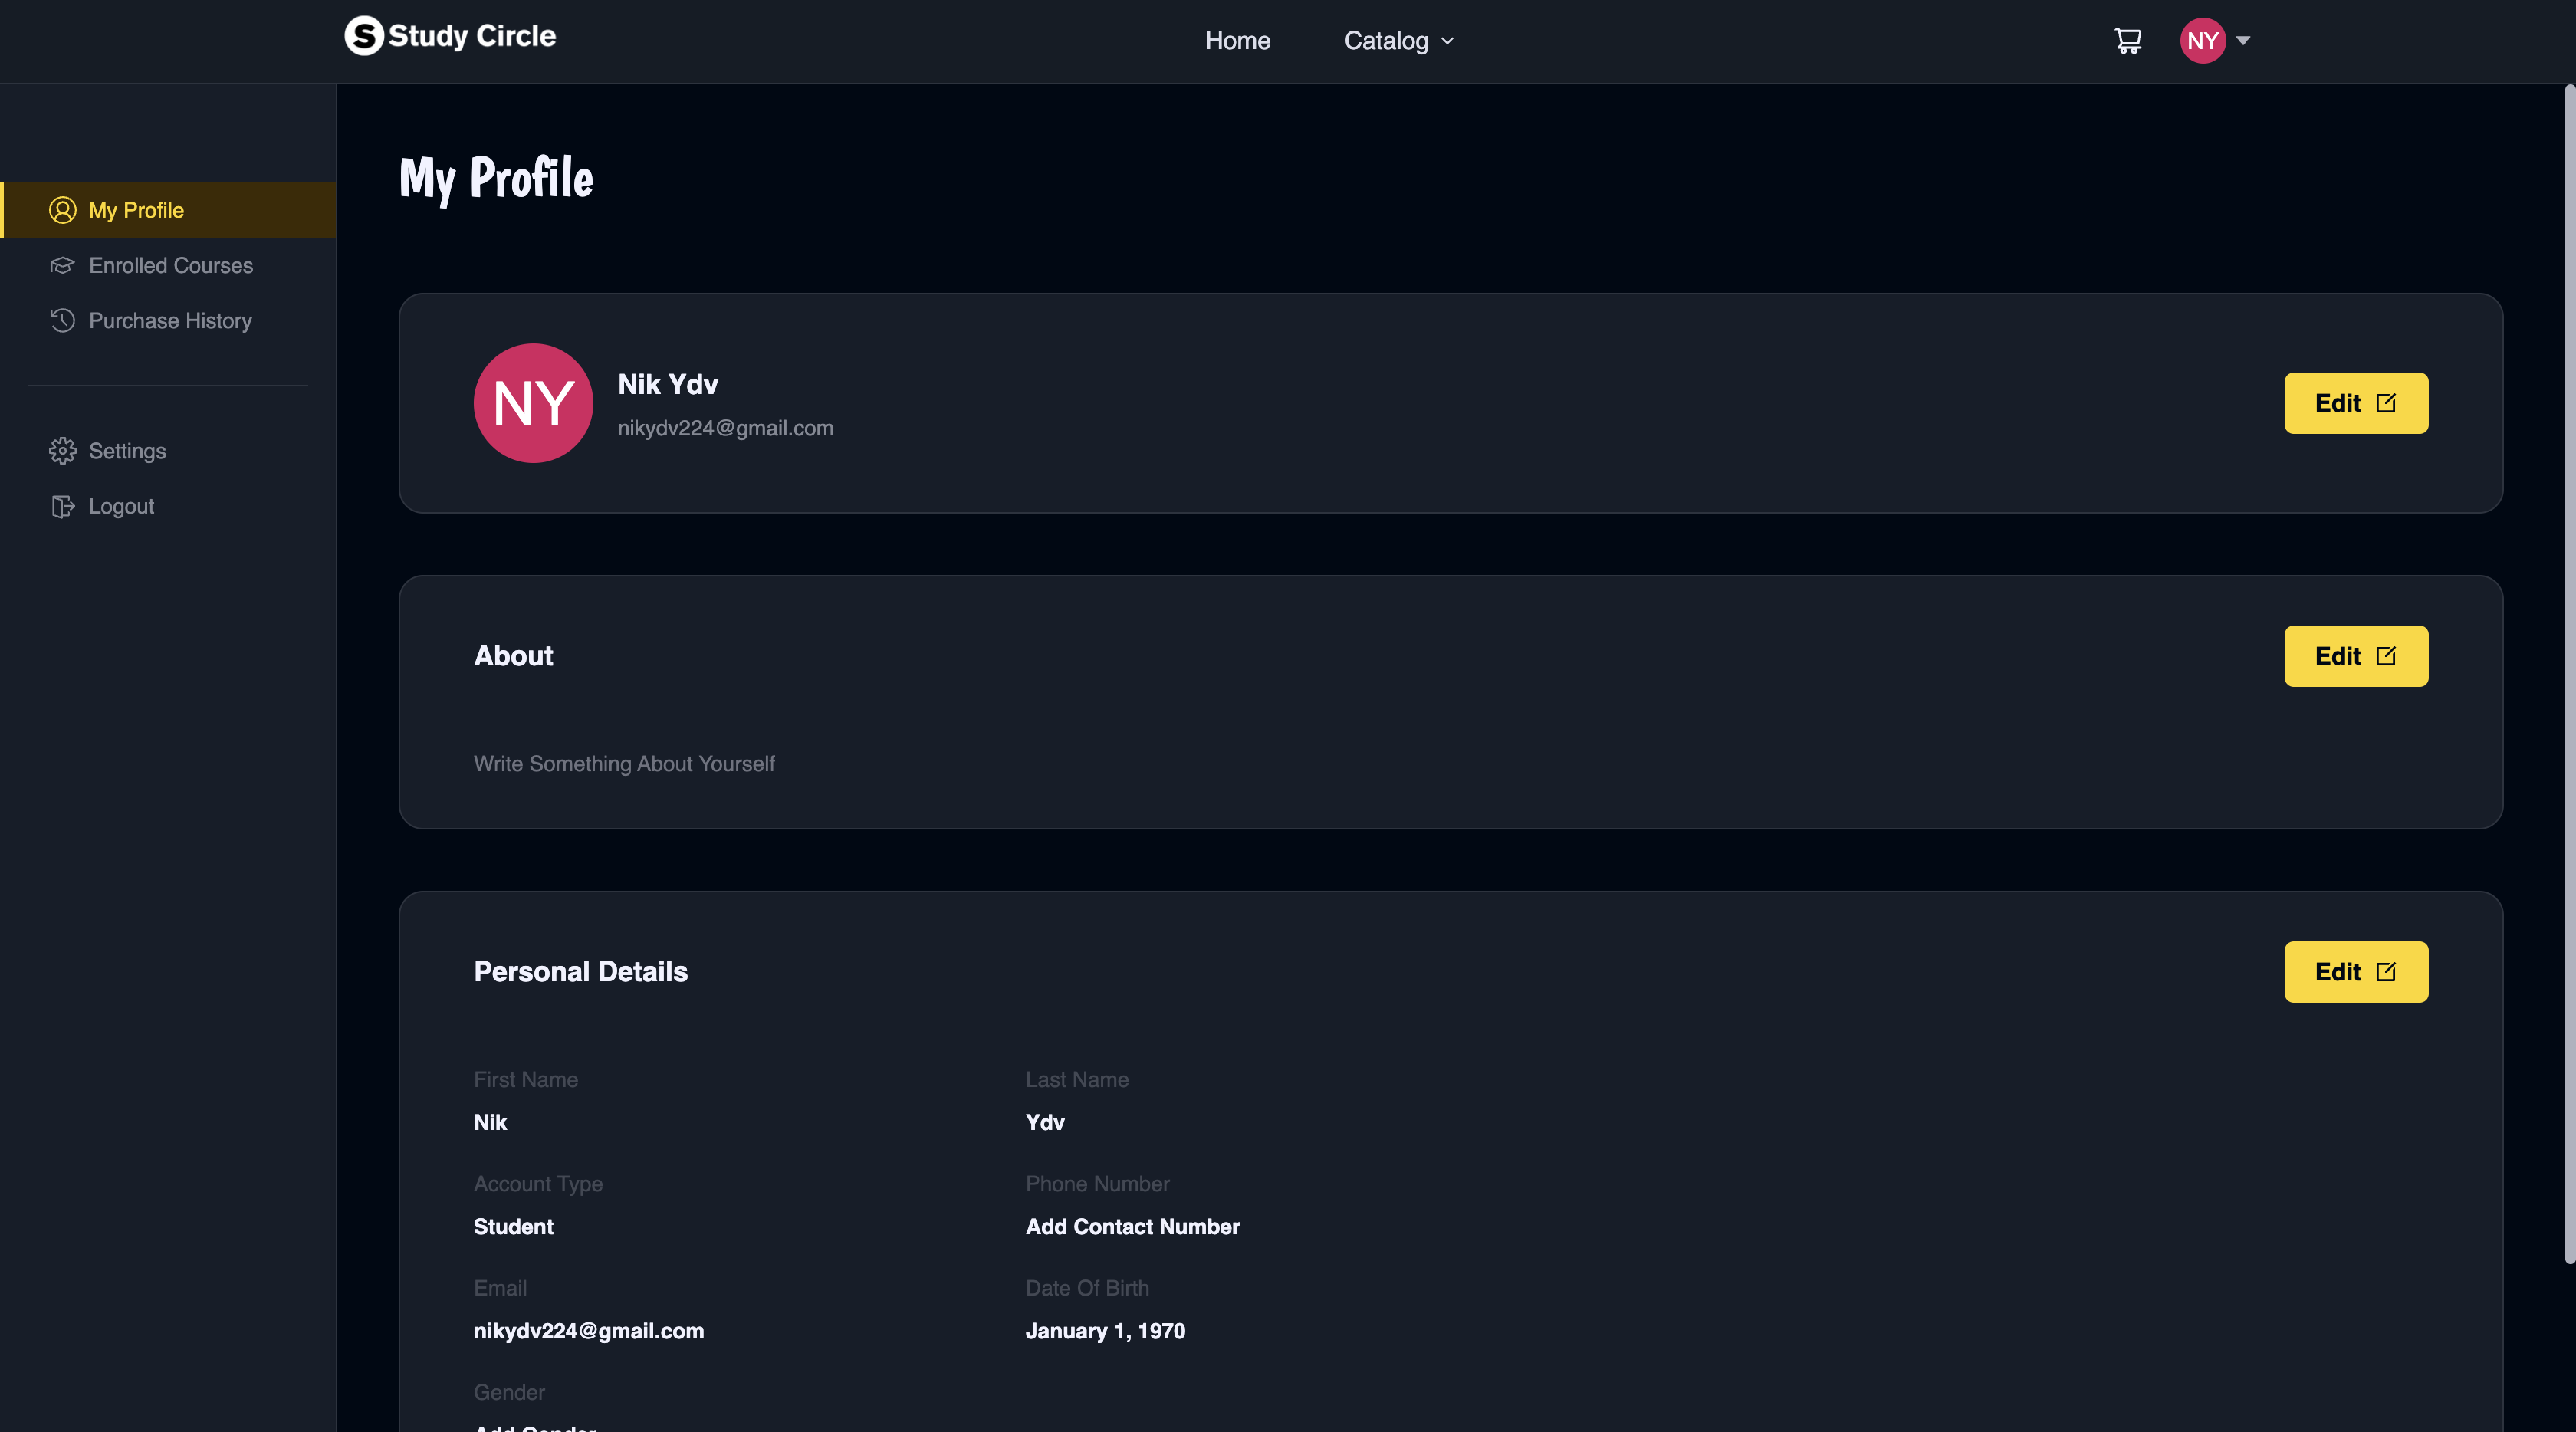 S Study Circle
Home
Catalog
NY
My Profile
Enrolled Courses
Purchase History
Settings
Logout
My Profile
NY
Nik Ydv
nikydv224@gmail.com
Edit
About
Edit
Write Something About Yourself
Personal Details
Edit
First Name
Last Name
Nik
Ydv
Account Type
Phone Number
Student
Add Contact Number
Email
Date Of Birth
nikydv224@gmail.com
January 1, 1970
Gender
Add Gender